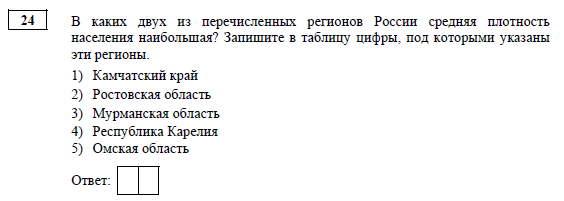 24
В каких двух из перечисленных регионов России средняя плотность
населения наибольшая? Запишите в таблицу цифры, под которыми указаны
эти регионы.
1) Камчатский край
2) Ростовская область
3) Мурманская область
4) Республика Карелия
5) Омская область
Ответ: